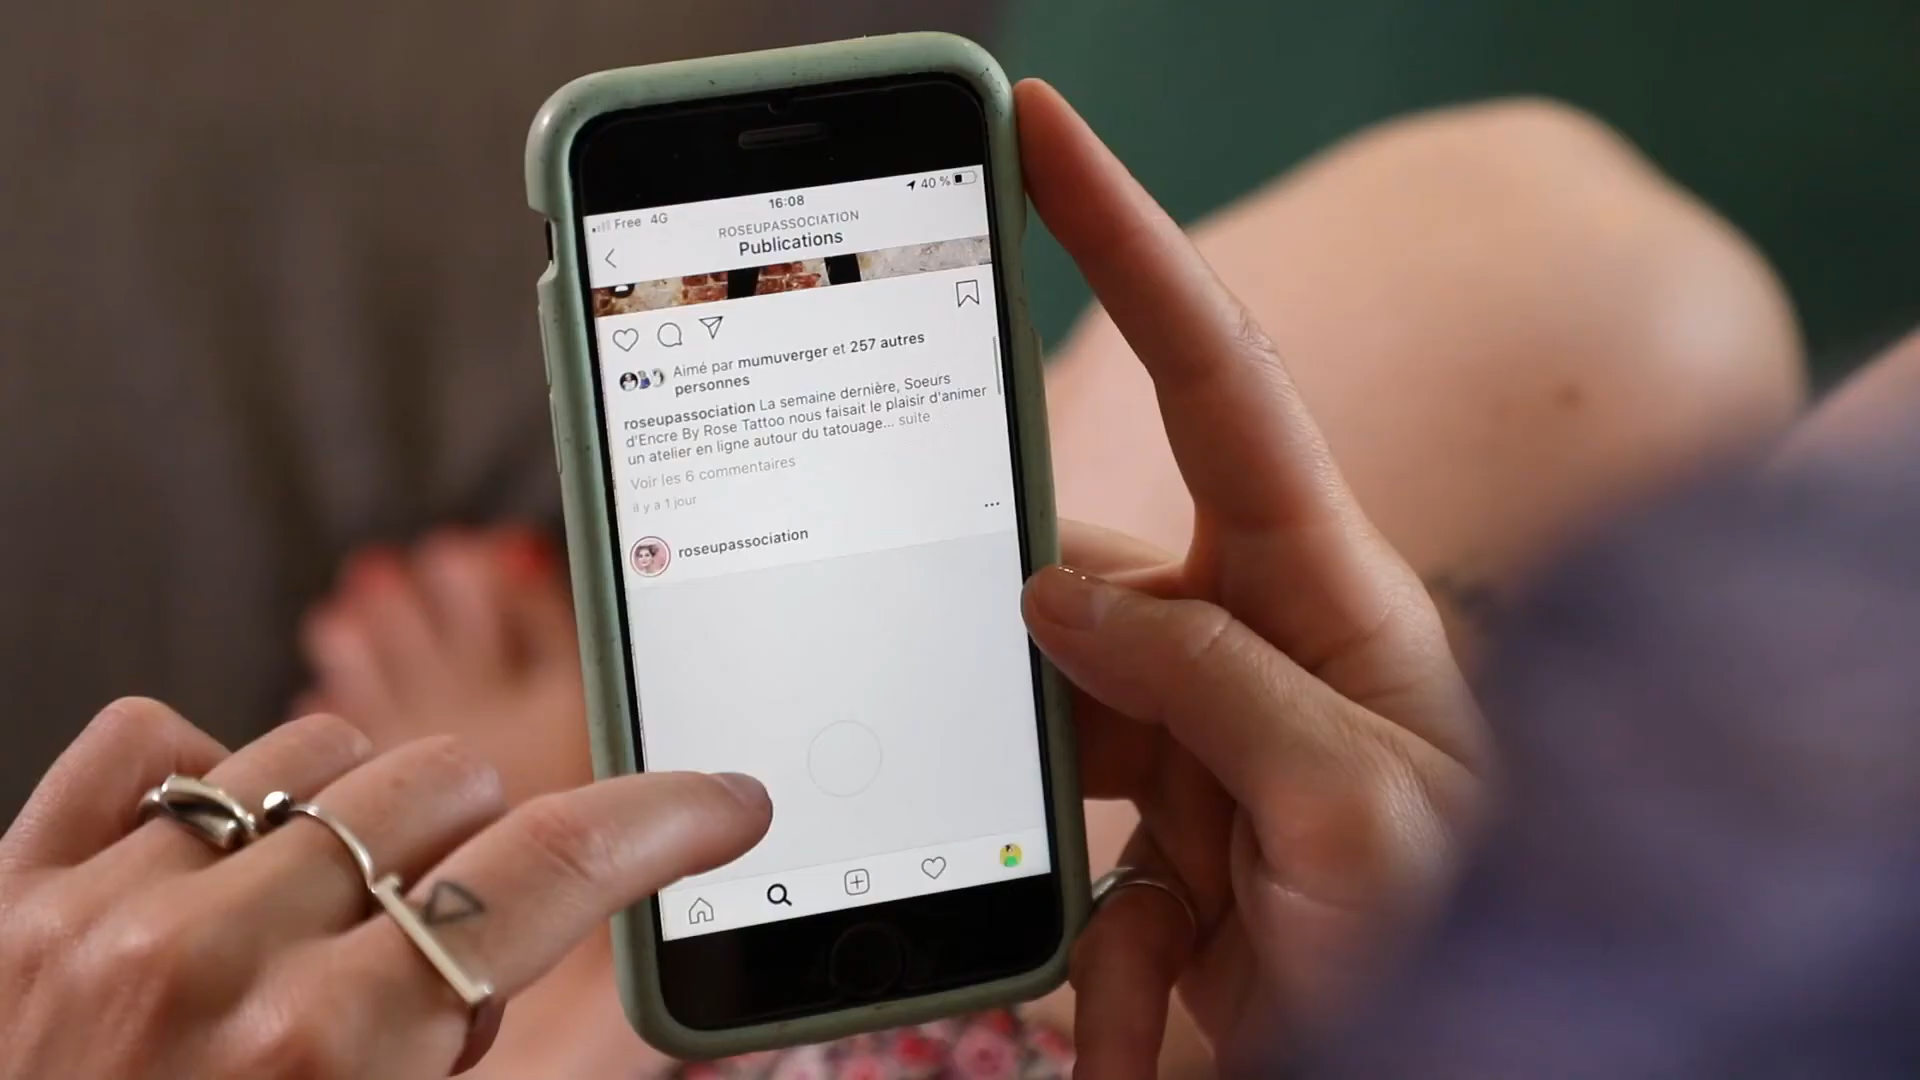 Free 4G 16:08 40 %
ROSEUPASSOCIATION
Publications
Aimé par mumuverger et 257 autres
personnes
roseupassociation La semaine dernière, Soeurs
d'Encre By Rose Tattoo nous faisait le plaisir d'animer
un atelier en ligne autour du tatouage... suite
Voir les 6 commentaires
il y a 1 jour
roseupassociation